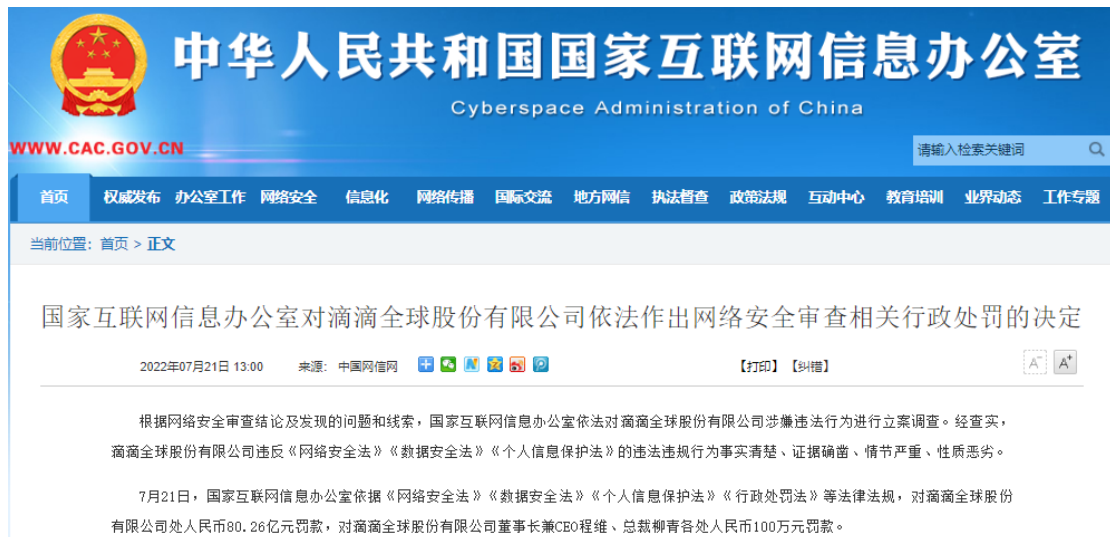 中华人民共和国国家互联网信息办公室
Cyberspace Administration of China
WWW.CAC.GOV.CN
请输入检索关键词
首页 权威发布 办公室工作 网络安全 信息化 网络传播 国际交流 地方网信 执法督查 政策法规 互动中心 教育培训 业界动态 工作专题
当前位置：首页 > 正文
国家互联网信息办公室对滴滴全球股份有限公司依法作出网络安全审查相关行政处罚的决定
2022年07月21日 13:00 来源： 中国网信网 【打印】【纠错】 A- A+
根据网络安全审查结论及发现的问题和线索，国家互联网信息办公室依法对滴滴全球股份有限公司涉嫌违法行为进行立案调查。经查实，
滴滴全球股份有限公司违反《网络安全法》《数据安全法》《个人信息保护法》的违法违规行为事实清楚、证据确凿、情节严重、性质恶劣。
7月21日，国家互联网信息办公室依据《网络安全法》《数据安全法》《个人信息保护法》《行政处罚法》等法律法规，对滴滴全球股份
有限公司处人民币80.26亿元罚款，对滴滴全球股份有限公司董事长兼CEO程维、总裁柳青各处人民币100万元罚款。